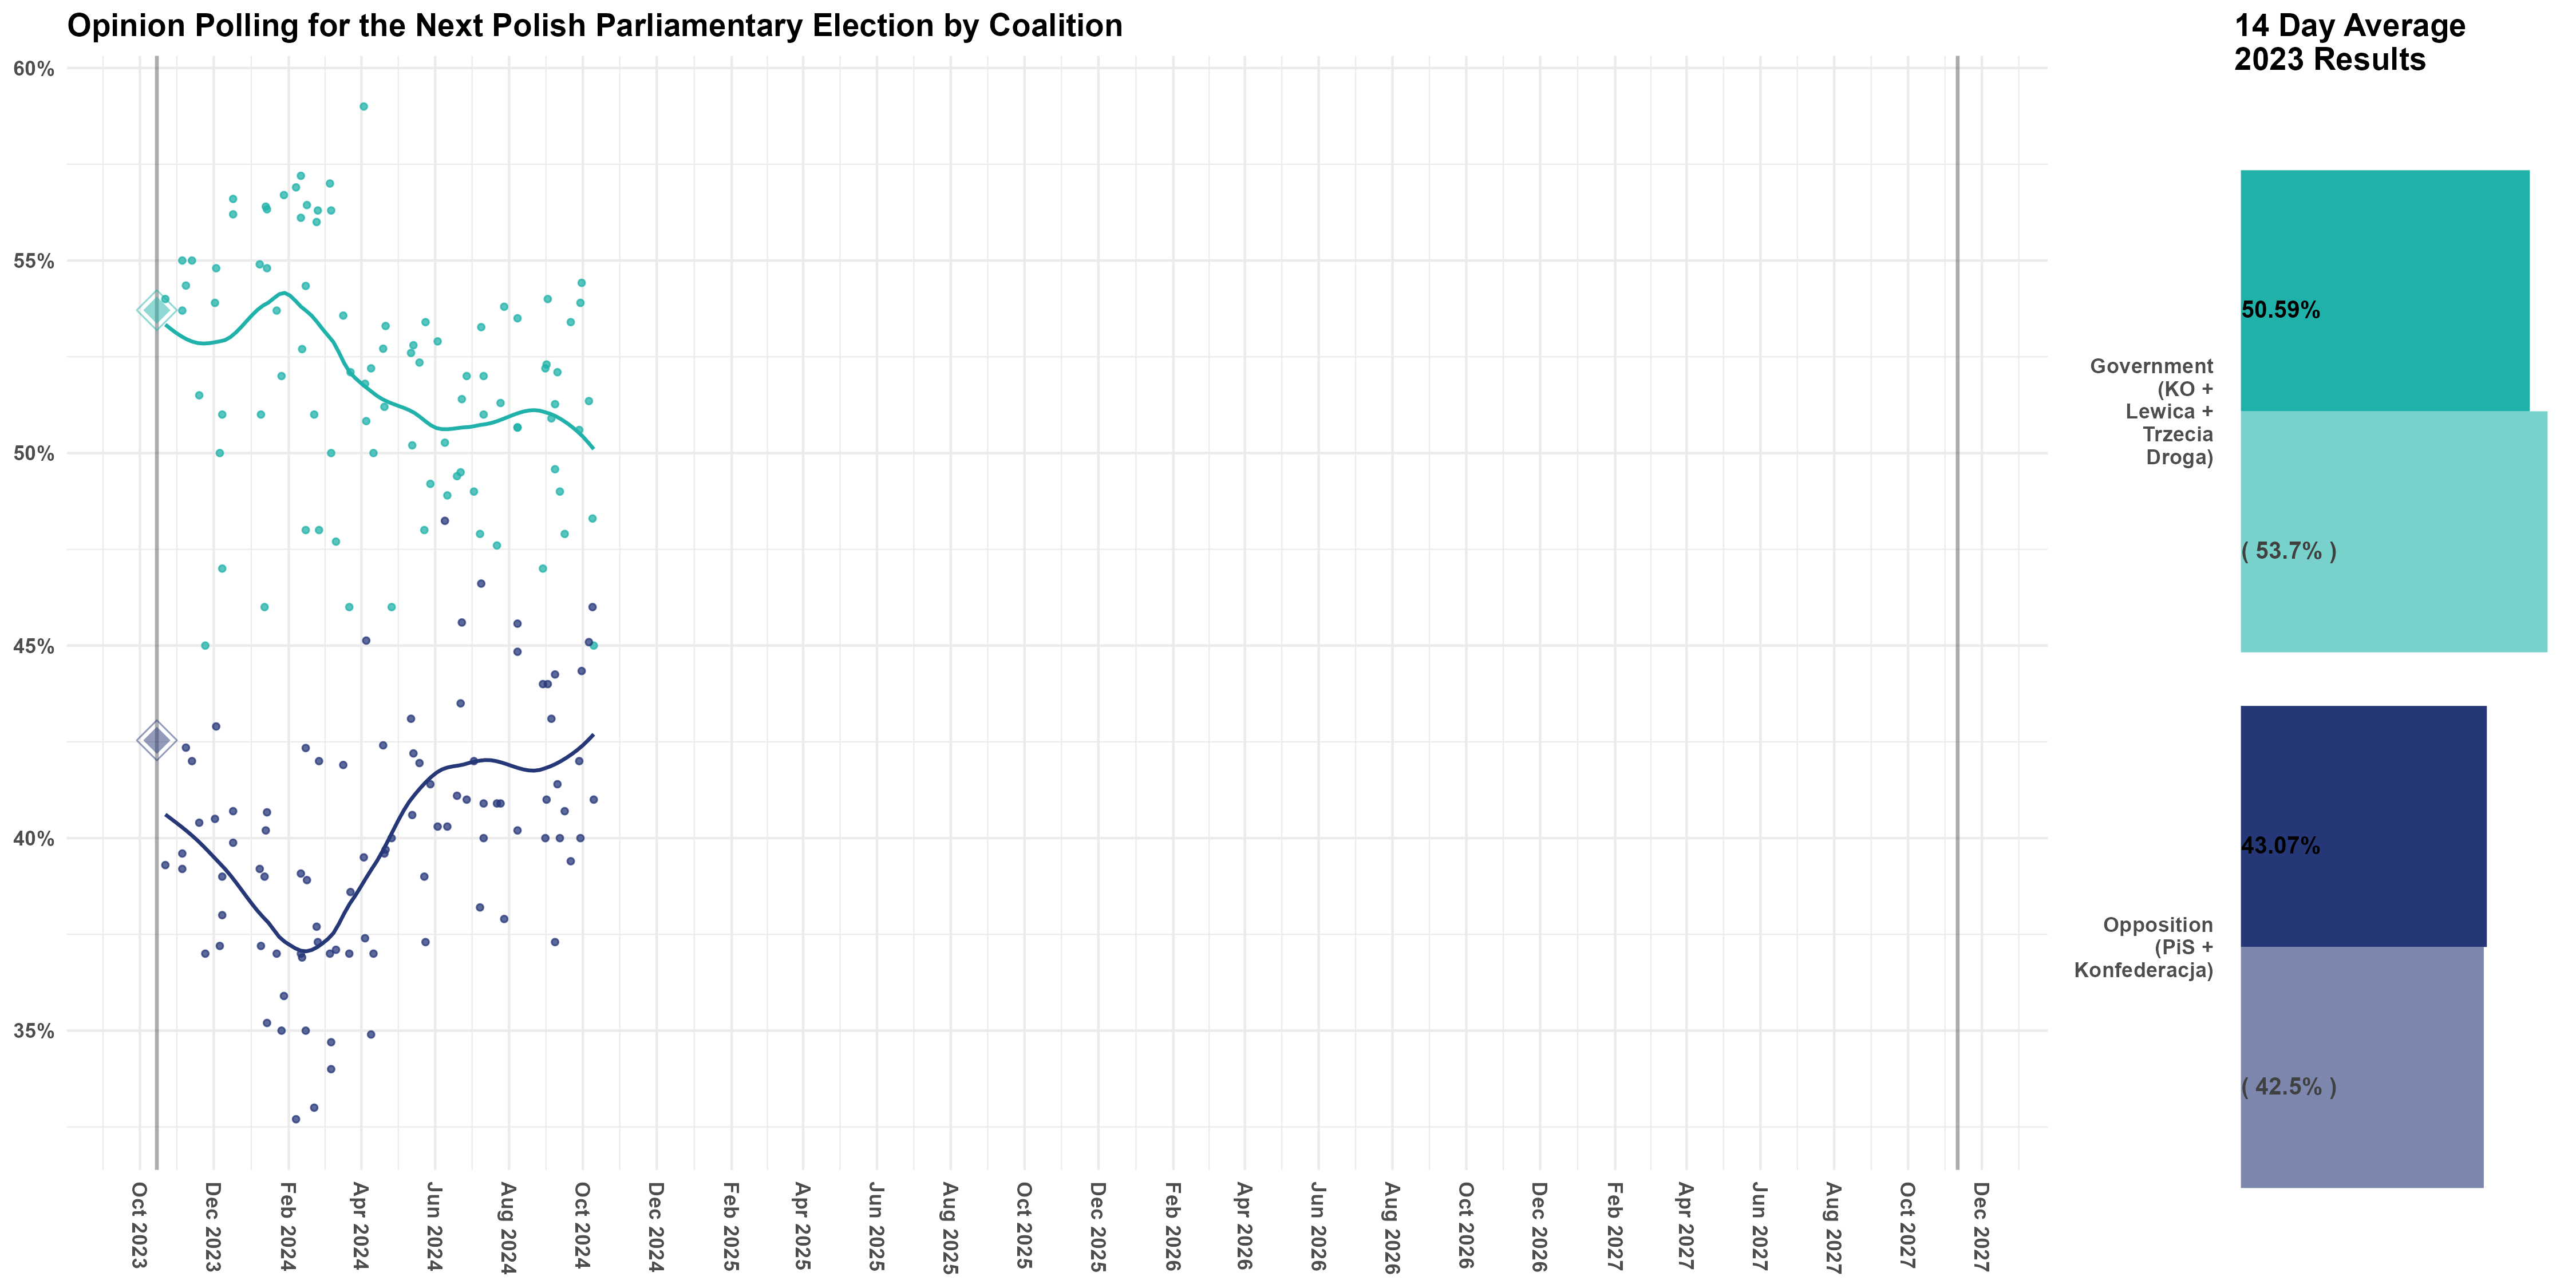 Opinion Polling for the Next Polish Parliamentary Election by Coalition
14 Day Average
2023 Results
60%
55%
50%
45%
40%
35%
Oct 2023
Dec 2023
Feb 2024
Apr 2024
Jun 2024
Aug 2024
Oct 2024
Dec 2024
Feb 2025
Apr 2025
Jun 2025
Aug 2025
Oct 2025
Dec 2025
Feb 2026
Apr 2026
Jun 2026
Aug 2026
Oct 2026
Dec 2026
Feb 2027
Apr 2027
Jun 2027
Aug 2027
Oct 2027
Dec 2027
Government
(KO +
Lewica +
Trzecia
Droga)
50.59%
( 53.7% )
Opposition
(PiS +
Konfederacja)
43.07%
( 42.5% )